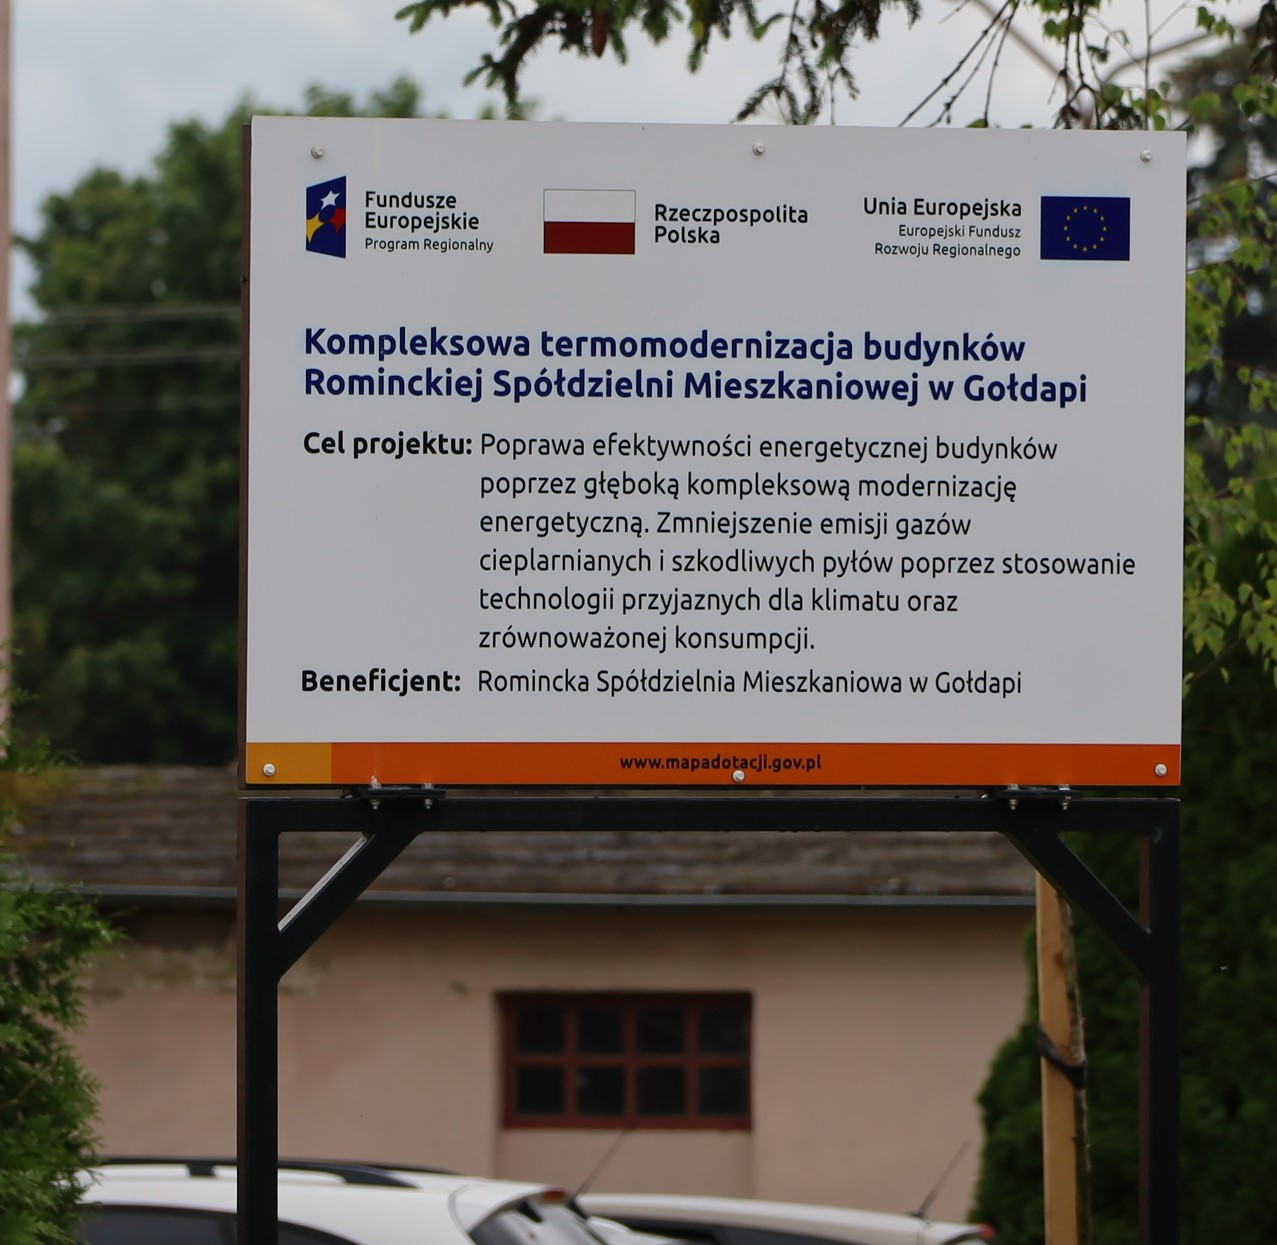 Fundusze
Europejskie
Program Regionalny
Rzeczpospolita
Polska
Unia Europejska
Europejski Fundusz
Rozwoju Regionalnego
Kompleksowa termomodernizacja budynków
Rominckiej Spółdzielni Mieszkaniowej w Gołdapi
Cel projektu: Poprawa efektywności energetycznej budynków
poprzez głęboką kompleksową modernizację
energetyczną. Zmniejszenie emisji gazów
cieplarnianych i szkodliwych pyłów poprzez stosowanie
technologii przyjaznych dla klimatu oraz
zrównoważonej konsumpcji.
Beneficjent: Romincka Spółdzielnia Mieszkaniowa w Gołdapi
www.mapadotacji.gov.pl